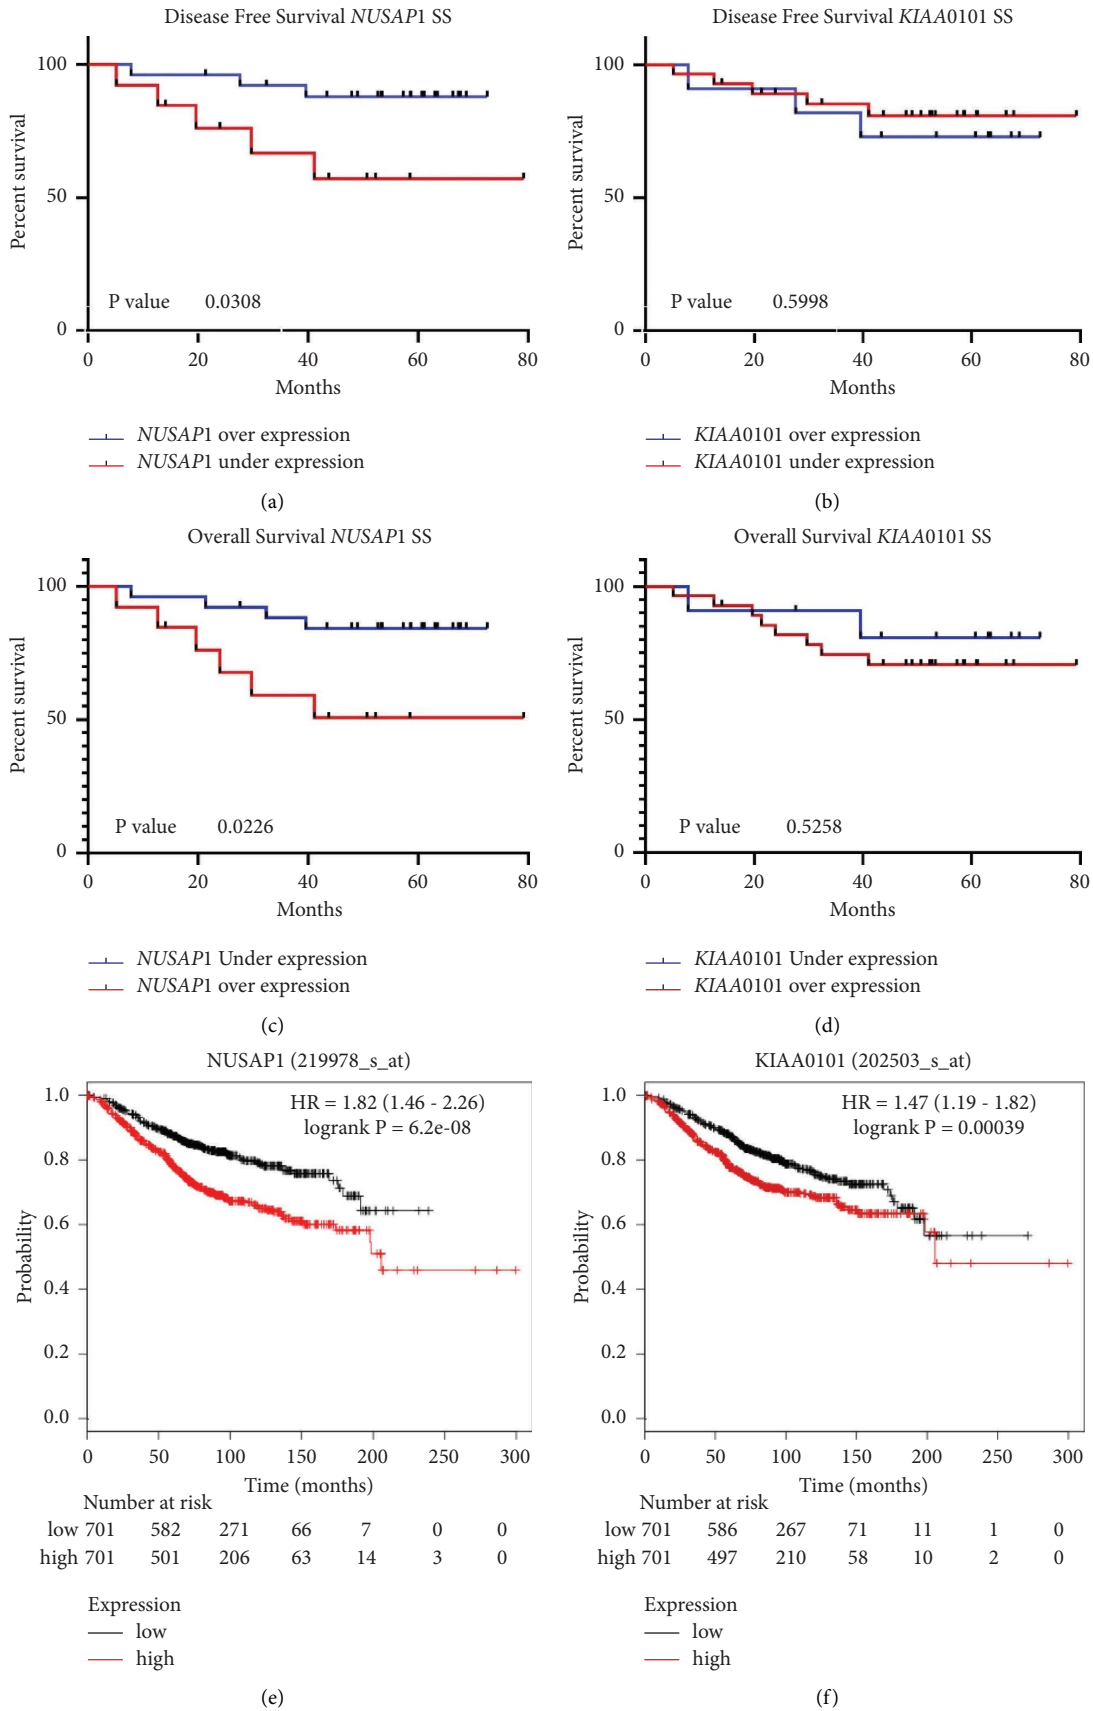 Disease Free Survival NUSAP1 SS
100
50
0
Percent survival
P value 0.0308
0 20 40 60 80
Months
NUSAP1 over expression
NUSAP1 under expression
(a)
Disease Free Survival KIAA0101 SS
100
50
0
Percent survival
P value 0.5998
0 20 40 60 80
Months
KIAA0101 over expression
KIAA0101 under expression
(b)
Overall Survival NUSAP1 SS
100
50
0
Percent survival
P value 0.0226
0 20 40 60 80
Months
NUSAP1 Under expression
NUSAP1 over expression
(c)
Overall Survival KIAA0101 SS
100
50
0
Percent survival
P value 0.5258
0 20 40 60 80
Months
KIAA0101 Under expression
KIAA0101 over expression
(d)
NUSAP1 (219978_s_at)
HR = 1.82 (1.46 - 2.26)
logrank P = 6.2e-08
1.0
0.8
0.6
0.4
0.2
0.0
Probability
0 50 100 150 200 250 300
Time (months)
Number at risk
low 701 582 271 66 7 0 0
high 701 501 206 63 14 3 0
Expression
low
high
(e)
KIAA0101 (202503_s_at)
HR = 1.47 (1.19 - 1.82)
logrank P = 0.00039
1.0
0.8
0.6
0.4
0.2
0.0
Probability
0 50 100 150 200 250 300
Time (months)
Number at risk
low 701 586 267 71 11 1 0
high 701 497 210 58 10 2 0
Expression
low
high
(f)